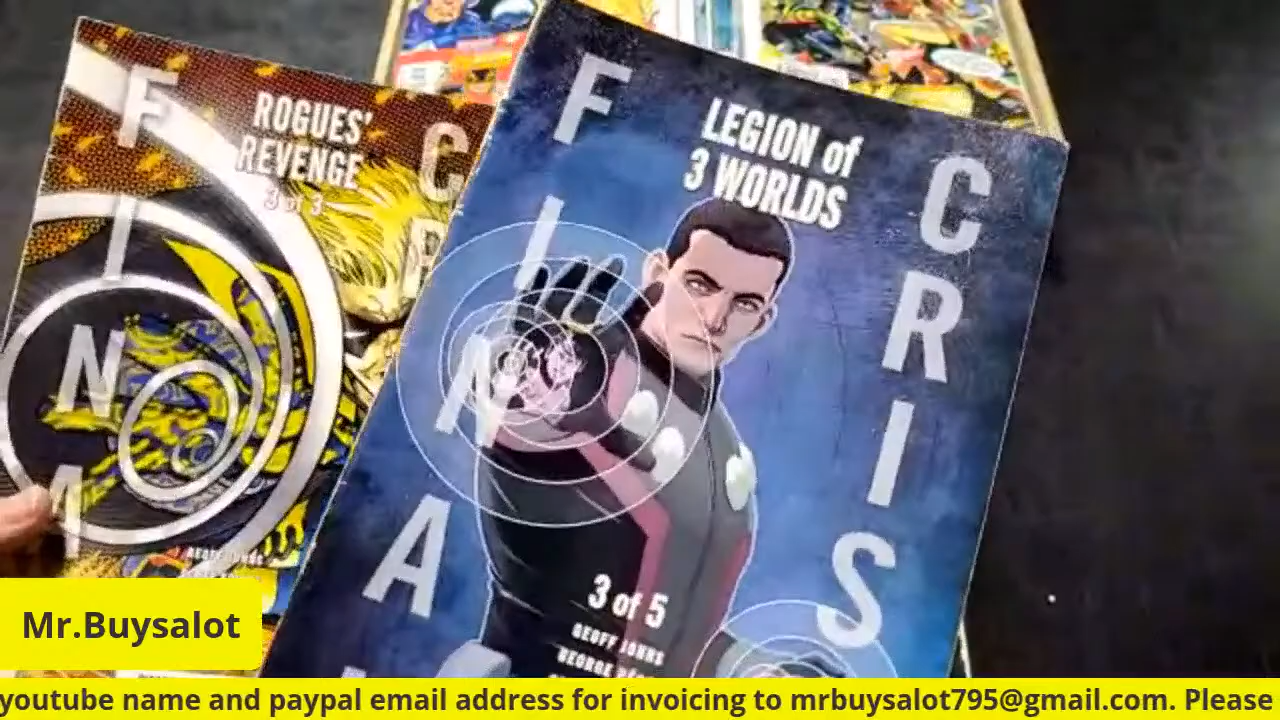 ROGUES'
REVENGE
3 of 3
F
I
N
A
C
R
LEGION of
3 WORLDS
F
I
N
A
C
R
I
S
3 of 5
GEOFF JOHNS
GEORGE
Mr.Buysalot
youtube name and paypal email address for invoicing to mrbuysalot795@gmail.com. Please